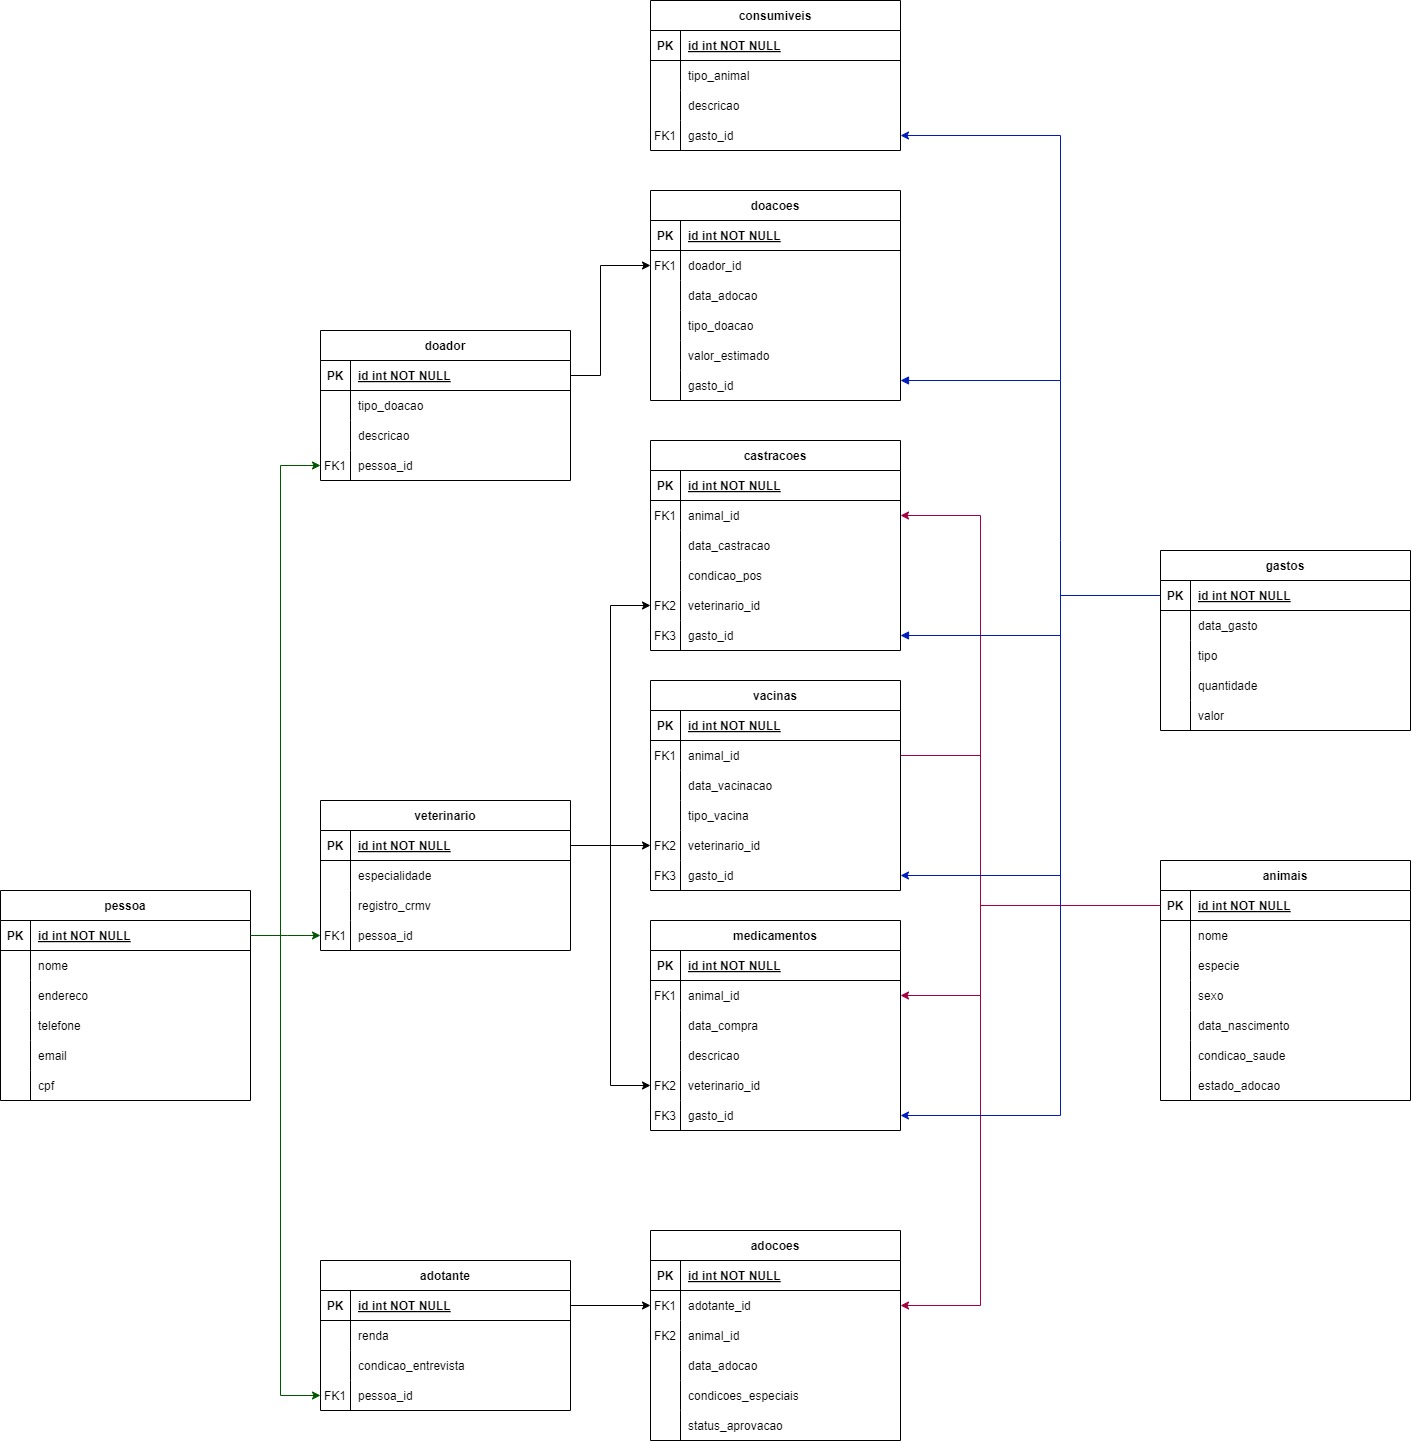 consumiveis
PK id int NOT NULL
tipo_animal
descricao
FK1 gasto_id
doacoes
PK id int NOT NULL
FK1 doador_id
data_adocao
tipo_doacao
valor_estimado
gasto_id
doador
PK id int NOT NULL
tipo_doacao
descricao
FK1 pessoa_id
castracoes
PK id int NOT NULL
FK1 animal_id
data_castracao
condicao_pos
FK2 veterinario_id
FK3 gasto_id
gastos
PK id int NOT NULL
data_gasto
tipo
quantidade
valor
vacinas
PK id int NOT NULL
FK1 animal_id
data_vacinacao
tipo_vacina
FK2 veterinario_id
FK3 gasto_id
veterinario
PK id int NOT NULL
especialidade
registro_crmv
FK1 pessoa_id
animais
PK id int NOT NULL
nome
especie
sexo
data_nascimento
condicao_saude
estado_adocao
pessoa
PK id int NOT NULL
nome
endereco
telefone
email
cpf
medicamentos
PK id int NOT NULL
FK1 animal_id
data_compra
descricao
FK2 veterinario_id
FK3 gasto_id
adotante
PK id int NOT NULL
renda
condicao_entrevista
FK1 pessoa_id
adocoes
PK id int NOT NULL
FK1 adotante_id
FK2 animal_id
data_adocao
condicoes_especiais
status_aprovacao